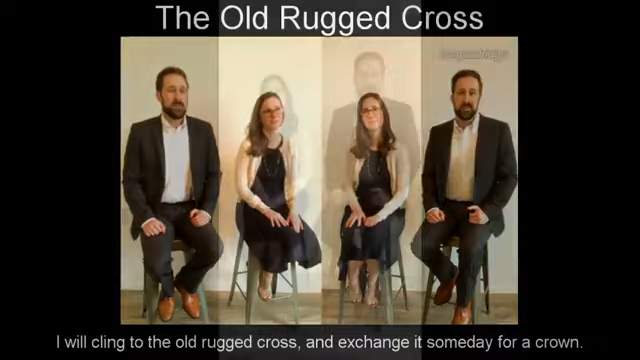 The Old Rugged Cross
I will cling to the old rugged cross, and exchange it someday for a crown.